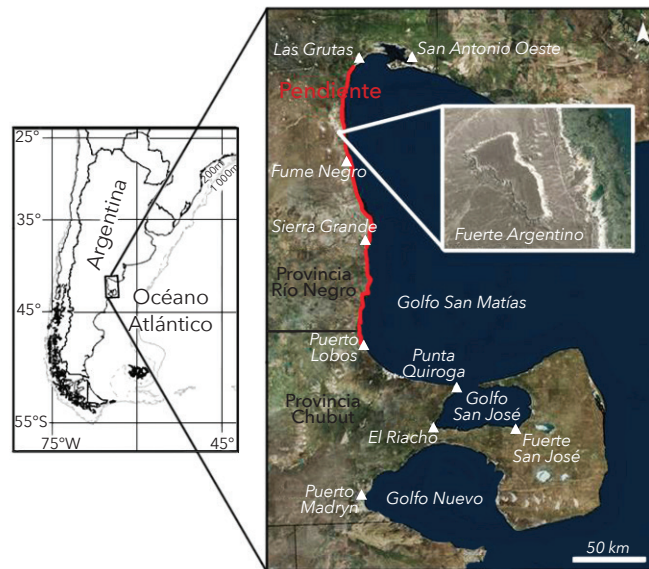 25°
35°
45°
55°
75°W
45°
200m
1000m
Argentina
Océano
Atlántico
Las Grutas
San Antonio Oeste
Pendiente
Fume Negro
Fuerte Argentino
Sierra Grande
Provincia
Río Negro
Golfo San Matías
Puerto
Lobos
Punta
Quiroga
Provincia
Chubut
Golfo
San José
El Riacho
Fuerte
San José
Puerto
Madryn
Golfo Nuevo
50 km